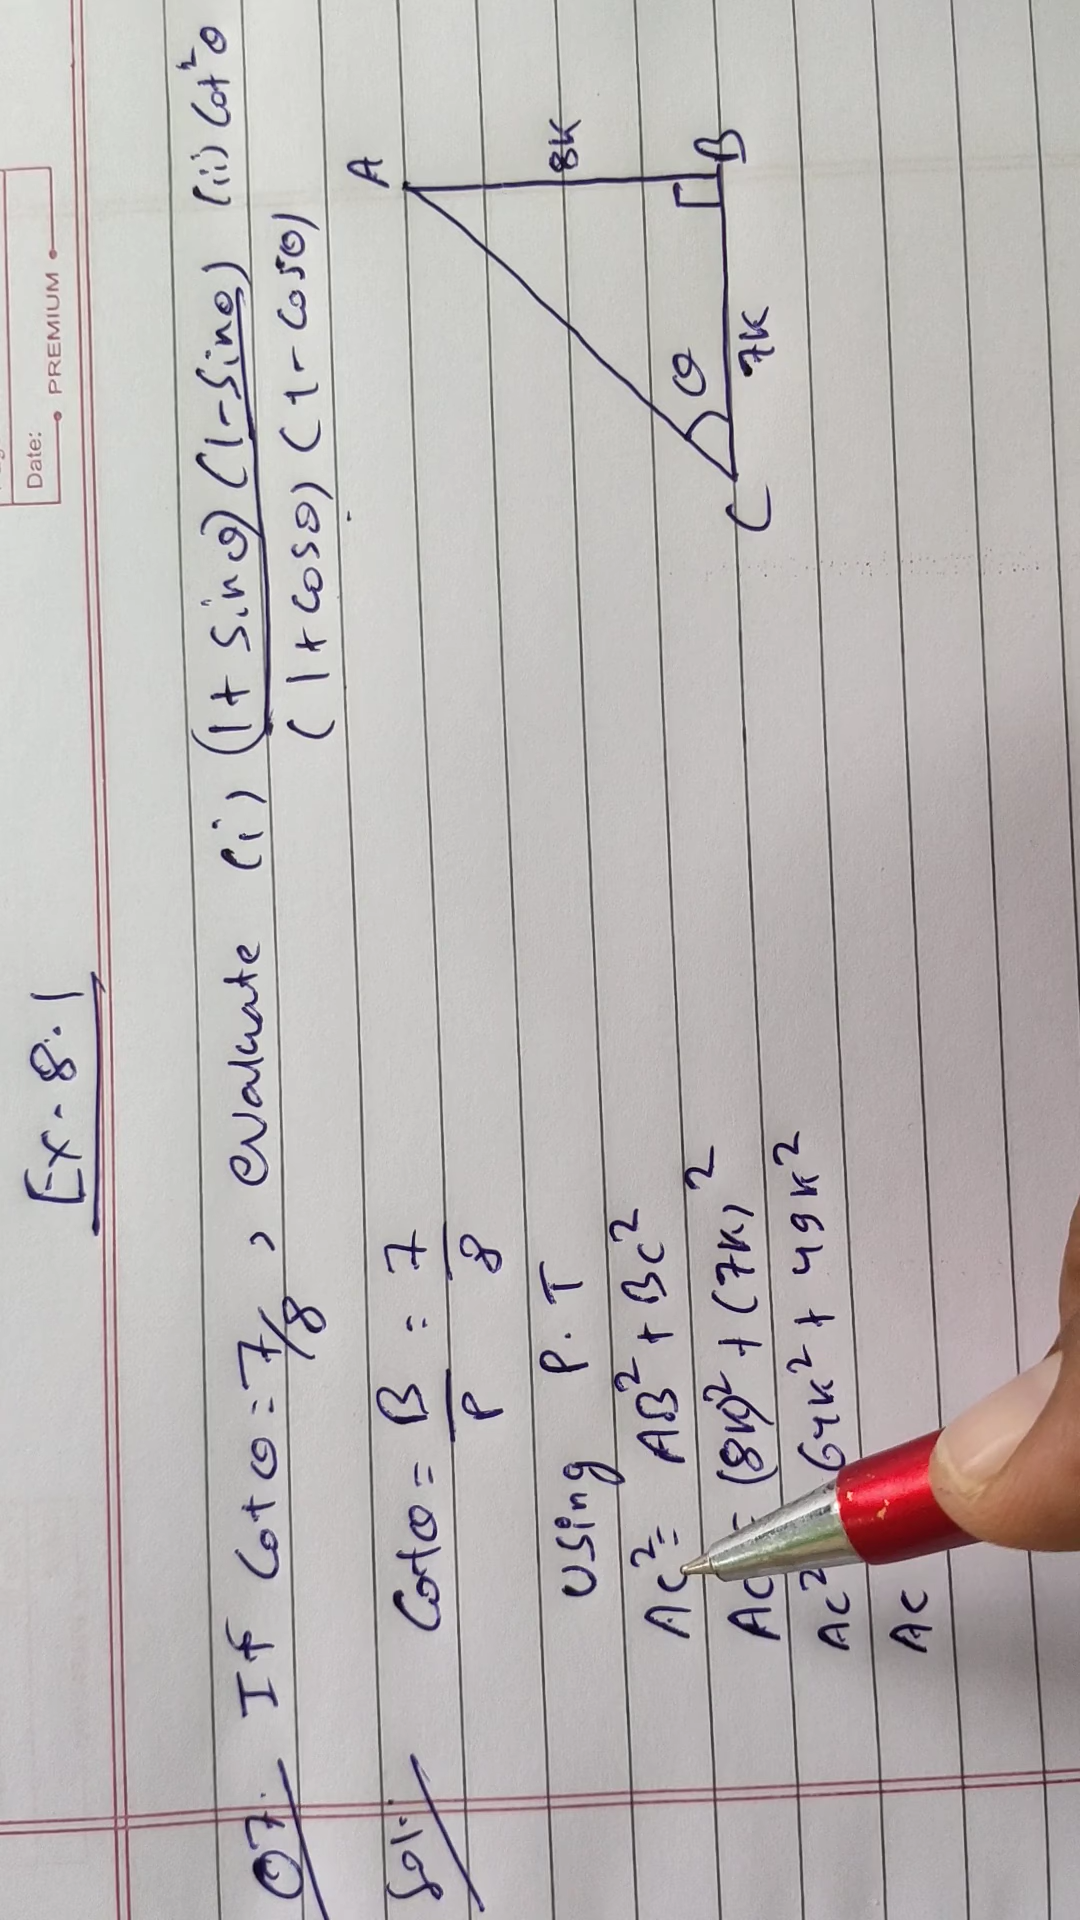 Date:
PREMIUM
Ex-8.1
Q7. If Cotθ=7/8, evaluate (i) (1+Sinθ)(1-Sinθ) (ii) Cot²θ
(1+Cosθ)(1-Cosθ)
Sol:
Cotθ = B/P = 7/8
A
8K
B
θ
7K
C
Using P.T
AC² = AB² + BC²
AC = (8K)² + (7K)²
AC² 64K² + 49K²
AC